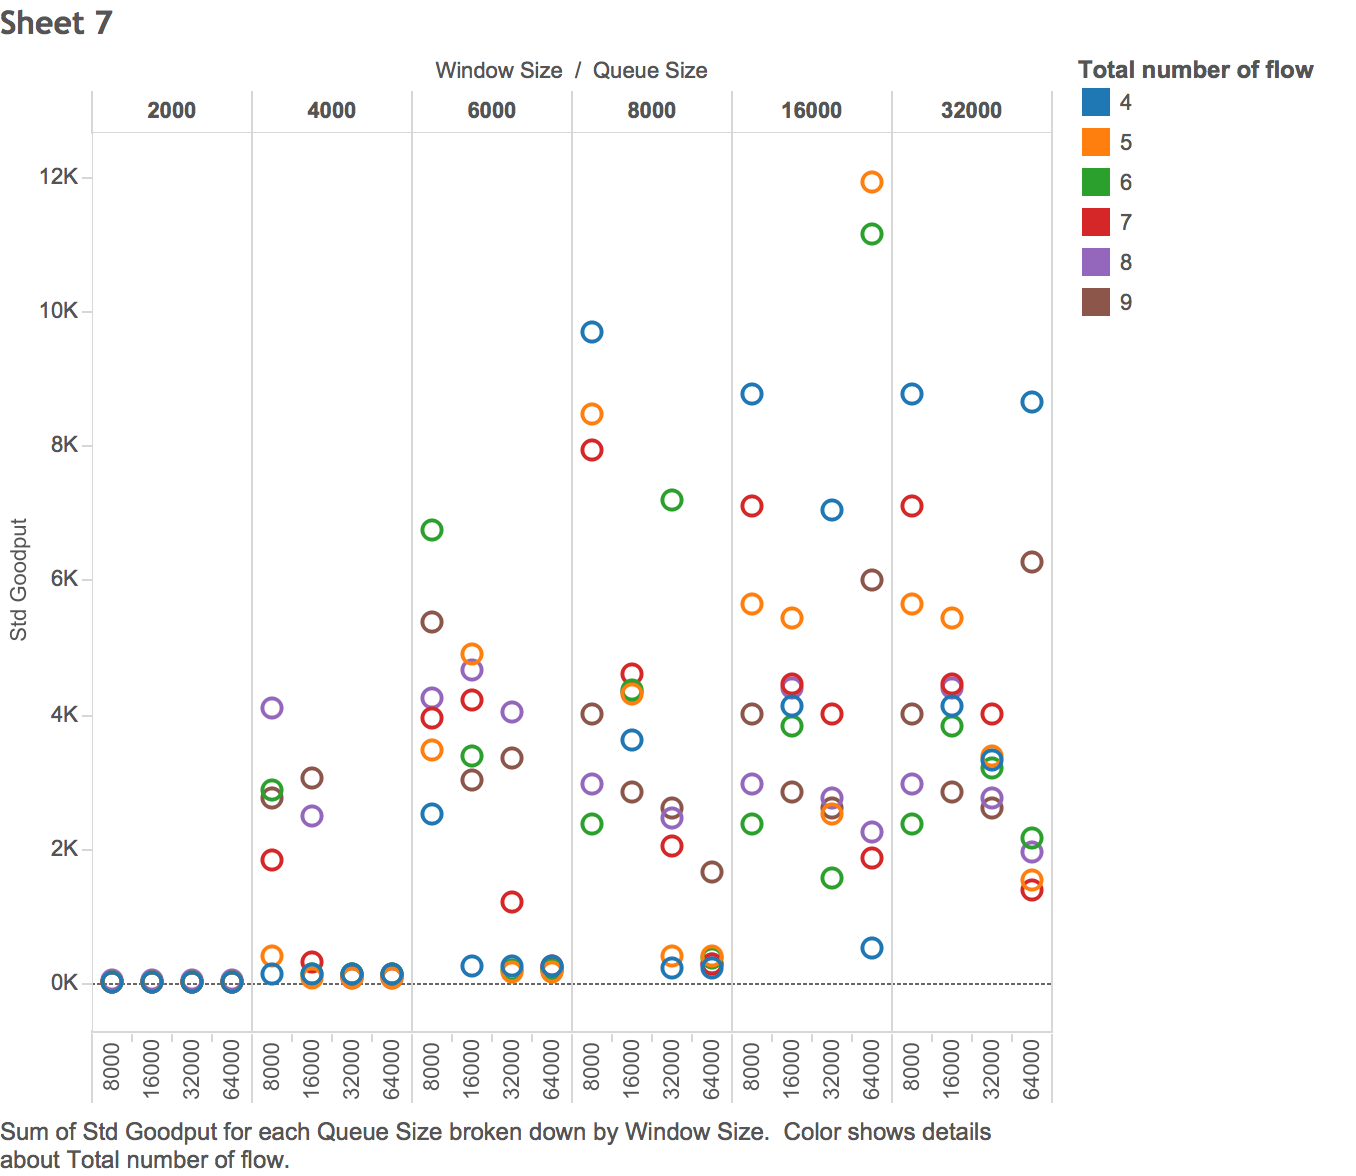 Sheet 7
Window Size / Queue Size
Total number of flow
2000 4000 6000 8000 16000 32000
4
5
6
7
8
9
12K
10K
8K
6K
4K
2K
0K
Std Goodput
8000 16000 32000 64000 8000 16000 32000 64000 8000 16000 32000 64000 8000 16000 32000 64000 8000 16000 32000 64000 8000 16000 32000 64000
Sum of Std Goodput for each Queue Size broken down by Window Size.  Color shows details
about Total number of flow.